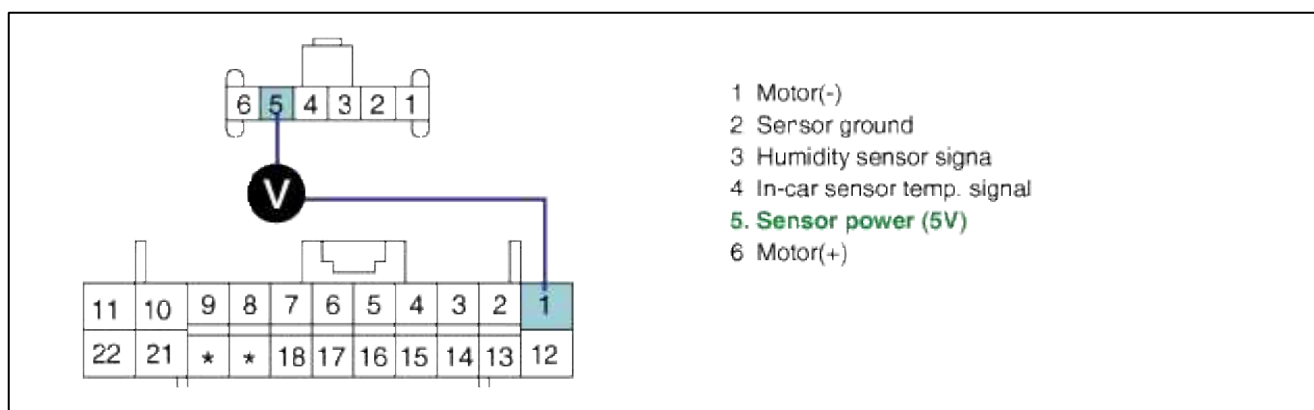 6 5 4 3 2 1
V
11 10 9 8 7 6 5 4 3 2 1
22 21 * * 18 17 16 15 14 13 12
1 Motor(-)
2 Sensor ground
3 Humidity sensor signa
4 In-car sensor temp. signal
5. Sensor power (5V)
6 Motor(+)